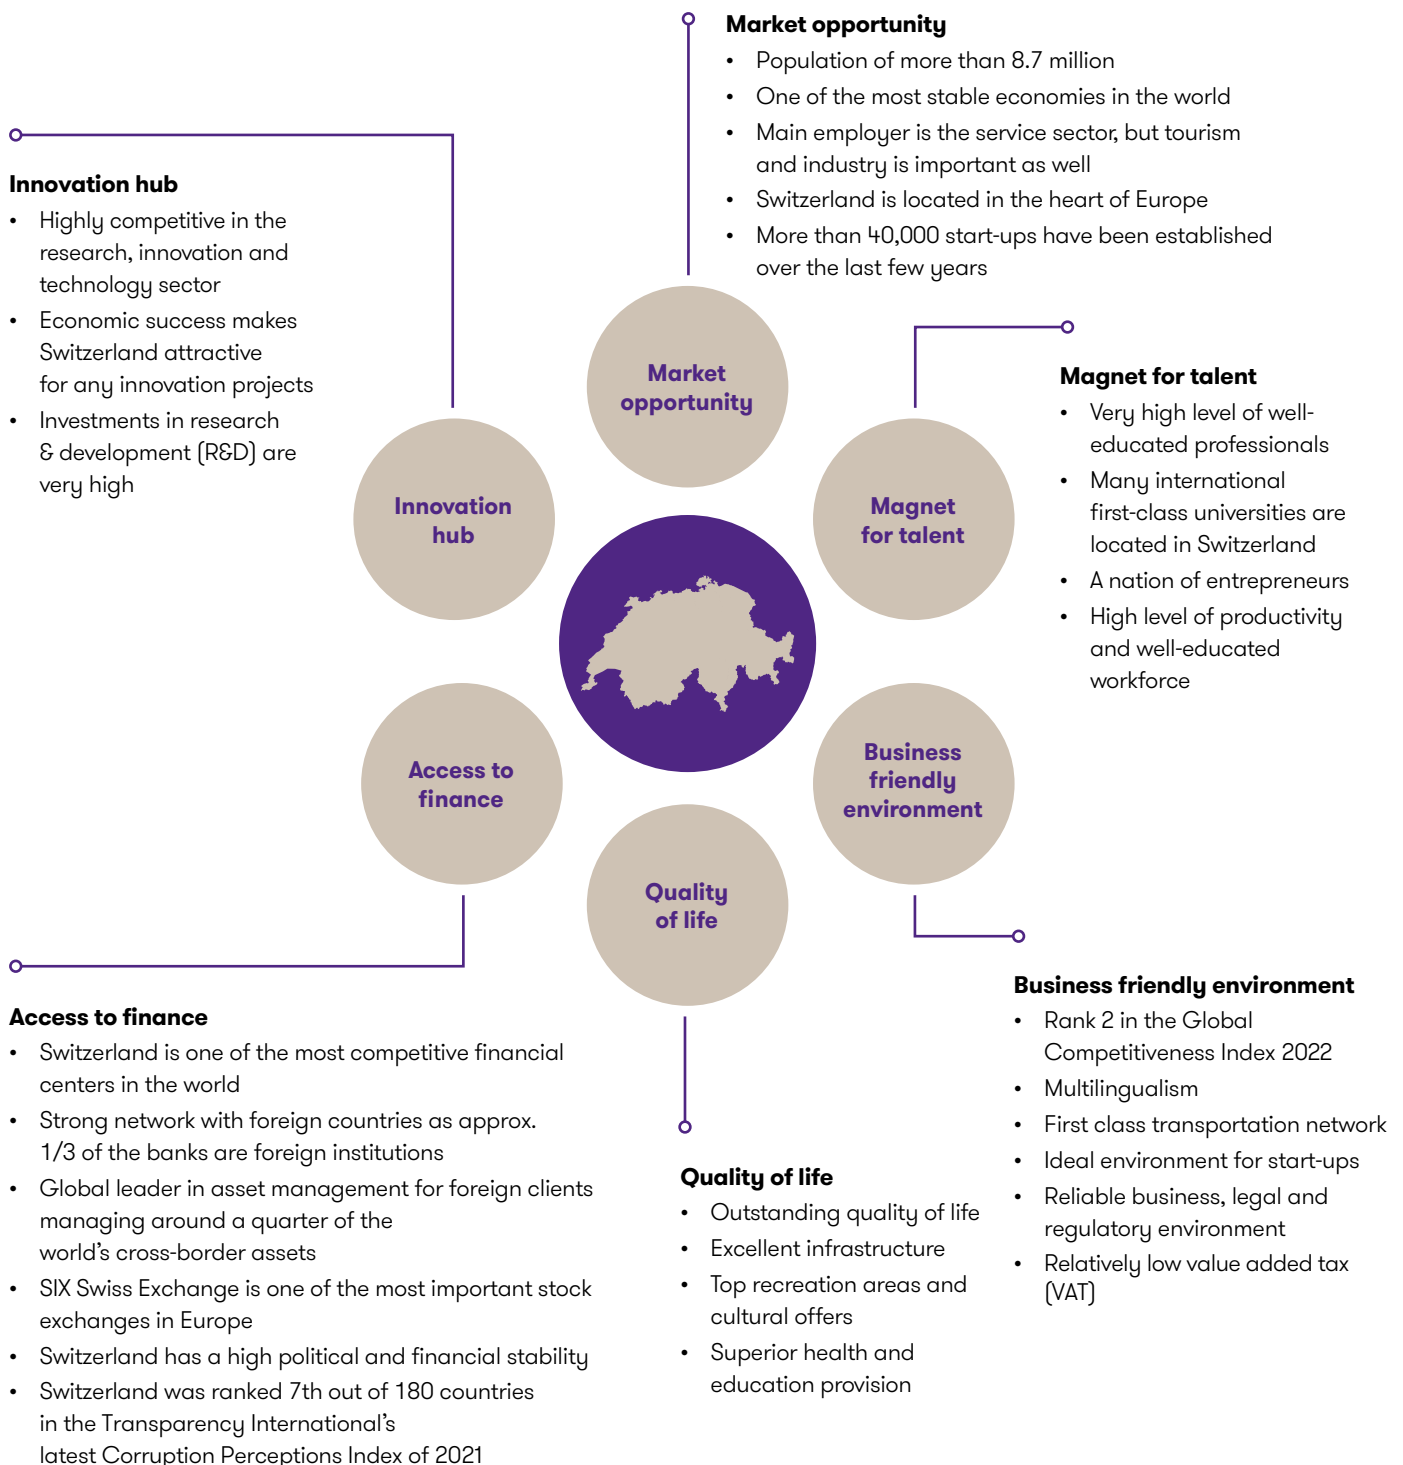 Market opportunity
• Population of more than 8.7 million
• One of the most stable economies in the world
• Main employer is the service sector, but tourism
and industry is important as well
• Switzerland is located in the heart of Europe
• More than 40,000 start-ups have been established
over the last few years
Innovation hub
• Highly competitive in the
research, innovation and
technology sector
• Economic success makes
Switzerland attractive
for any innovation projects
• Investments in research
& development (R&D) are
very high
Magnet for talent
• Very high level of well-
educated professionals
• Many international
first-class universities are
located in Switzerland
• A nation of entrepreneurs
• High level of productivity
and well-educated
workforce
Market
opportunity
Innovation
hub
Magnet
for talent
Access to
finance
Business
friendly
environment
Quality
of life
Access to finance
• Switzerland is one of the most competitive financial
centers in the world
• Strong network with foreign countries as approx.
1/3 of the banks are foreign institutions
• Global leader in asset management for foreign clients
managing around a quarter of the
world's cross-border assets
• SIX Swiss Exchange is one of the most important stock
exchanges in Europe
• Switzerland has a high political and financial stability
• Switzerland was ranked 7th out of 180 countries
in the Transparency International's
latest Corruption Perceptions Index of 2021
Quality of life
• Outstanding quality of life
• Excellent infrastructure
• Top recreation areas and
cultural offers
• Superior health and
education provision
Business friendly environment
• Rank 2 in the Global
Competitiveness Index 2022
• Multilingualism
• First class transportation network
• Ideal environment for start-ups
• Reliable business, legal and
regulatory environment
• Relatively low value added tax
(VAT)